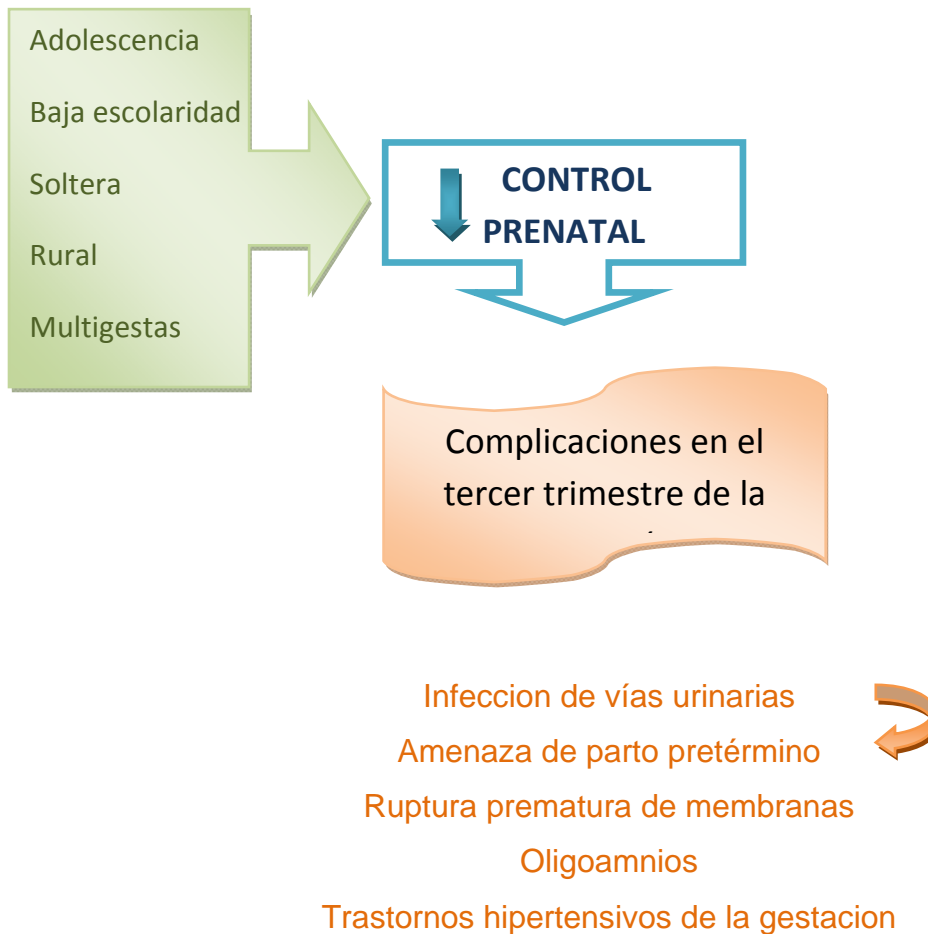 Adolescencia
Baja escolaridad
Soltera
Rural
Multigestas
CONTROL
PRENATAL
Complicaciones en el
tercer trimestre de la
Infeccion de vías urinarias
Amenaza de parto pretérmino
Ruptura prematura de membranas
Oligoamnios
Trastornos hipertensivos de la gestacion